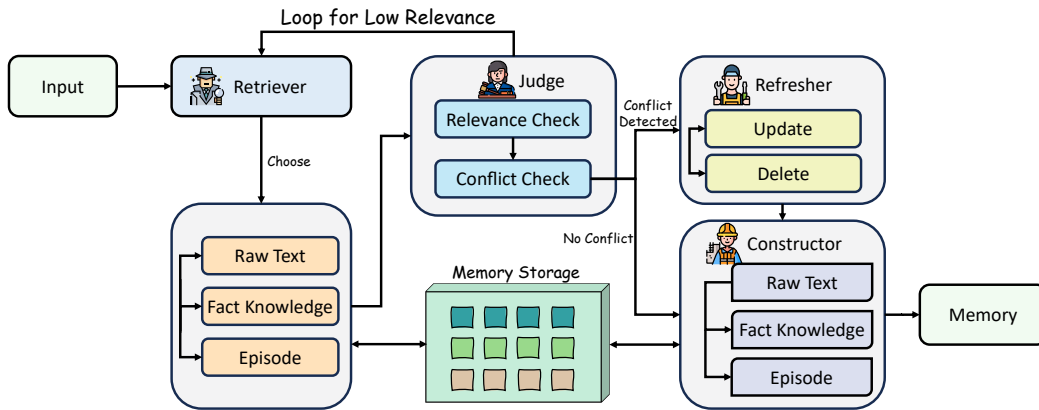 Loop for Low Relevance
Input
Retriever
Judge
Relevance Check
Conflict Check
Conflict
Detected
Refresher
Update
Delete
Choose
No Conflict
Raw Text
Fact Knowledge
Episode
Memory Storage
Constructor
Raw Text
Fact Knowledge
Episode
Memory